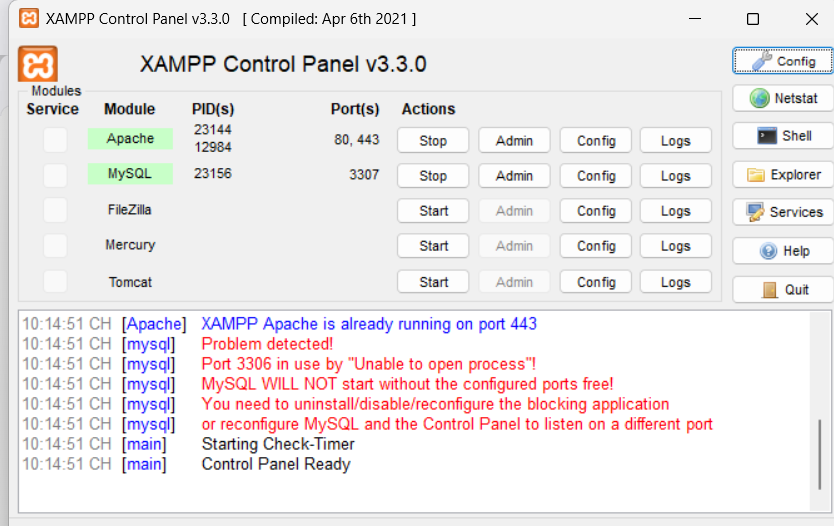 XAMPP Control Panel v3.3.0 [ Compiled: Apr 6th 2021 ]
XAMPP Control Panel v3.3.0
Config
Modules
Service Module PID(s) Port(s) Actions
Apache 23144 12984 80, 443 Stop Admin Config Logs
MySQL 23156 3307 Stop Admin Config Logs
FileZilla Start Admin Config Logs
Mercury Start Admin Config Logs
Tomcat Start Admin Config Logs
Netstat
Shell
Explorer
Services
Help
Quit
10:14:51 CH [Apache] XAMPP Apache is already running on port 443
10:14:51 CH [mysql] Problem detected!
10:14:51 CH [mysql] Port 3306 in use by "Unable to open process"!
10:14:51 CH [mysql] MySQL WILL NOT start without the configured ports free!
10:14:51 CH [mysql] You need to uninstall/disable/reconfigure the blocking application
10:14:51 CH [mysql] or reconfigure MySQL and the Control Panel to listen on a different port
10:14:51 CH [main] Starting Check-Timer
10:14:51 CH [main] Control Panel Ready